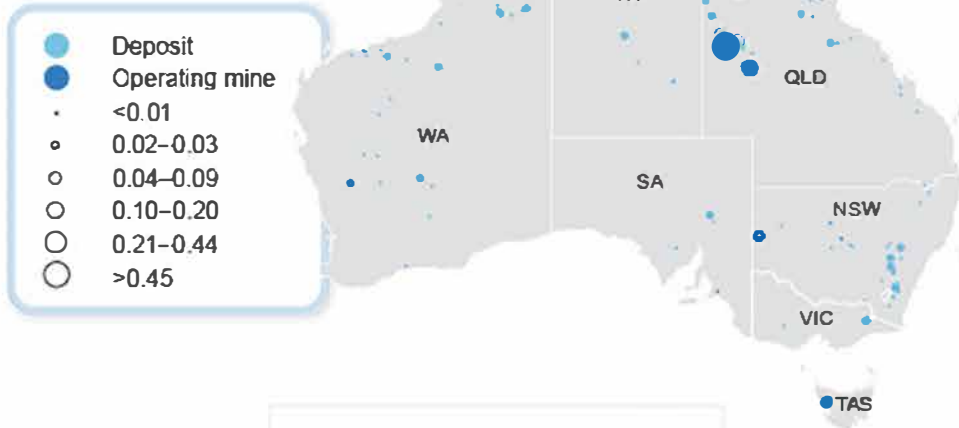 Deposit
Operating mine
<0.01
0.02–0.03
0.04–0.09
0.10–0.20
0.21–0.44
>0.45
QLD
WA
SA
NSW
VIC
TAS